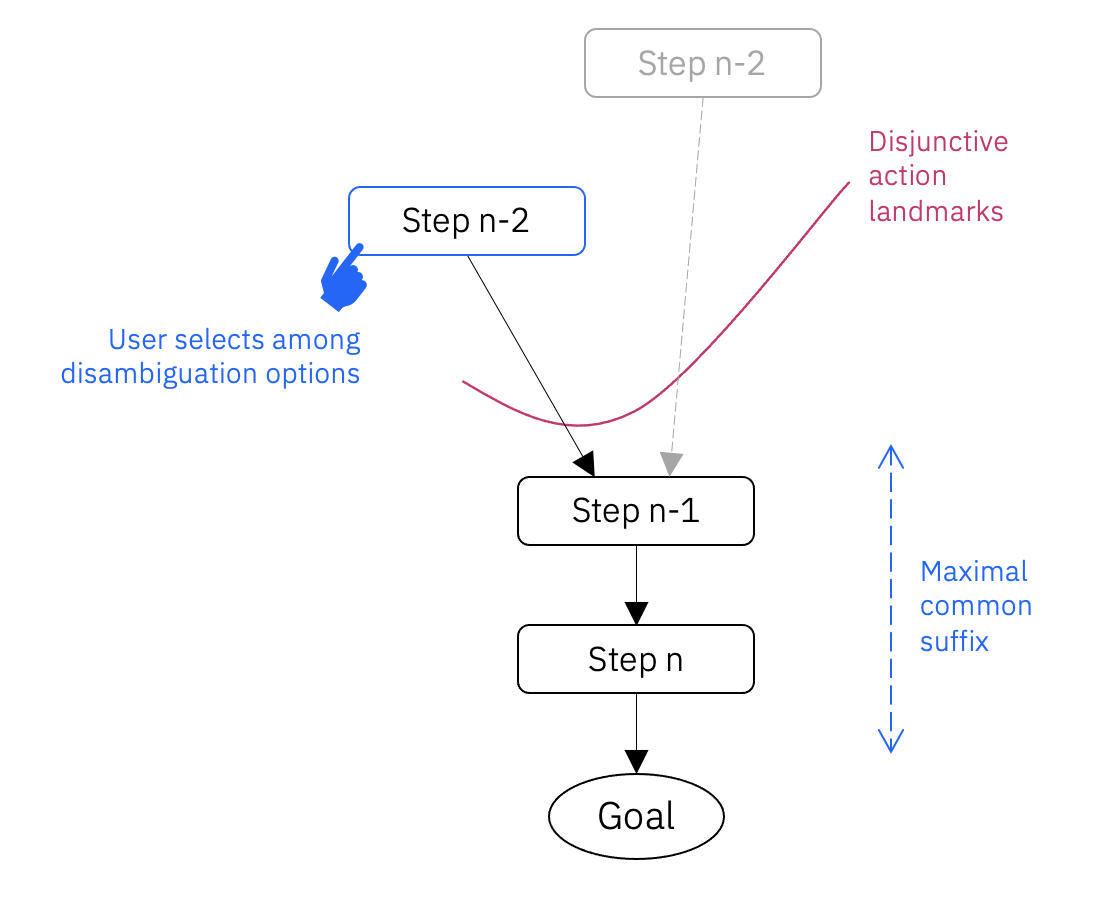 Step n-2
Disjunctive
action
landmarks
Step n-2
User selects among
disambiguation options
Step n-1
Maximal
common
suffix
Step n
Goal